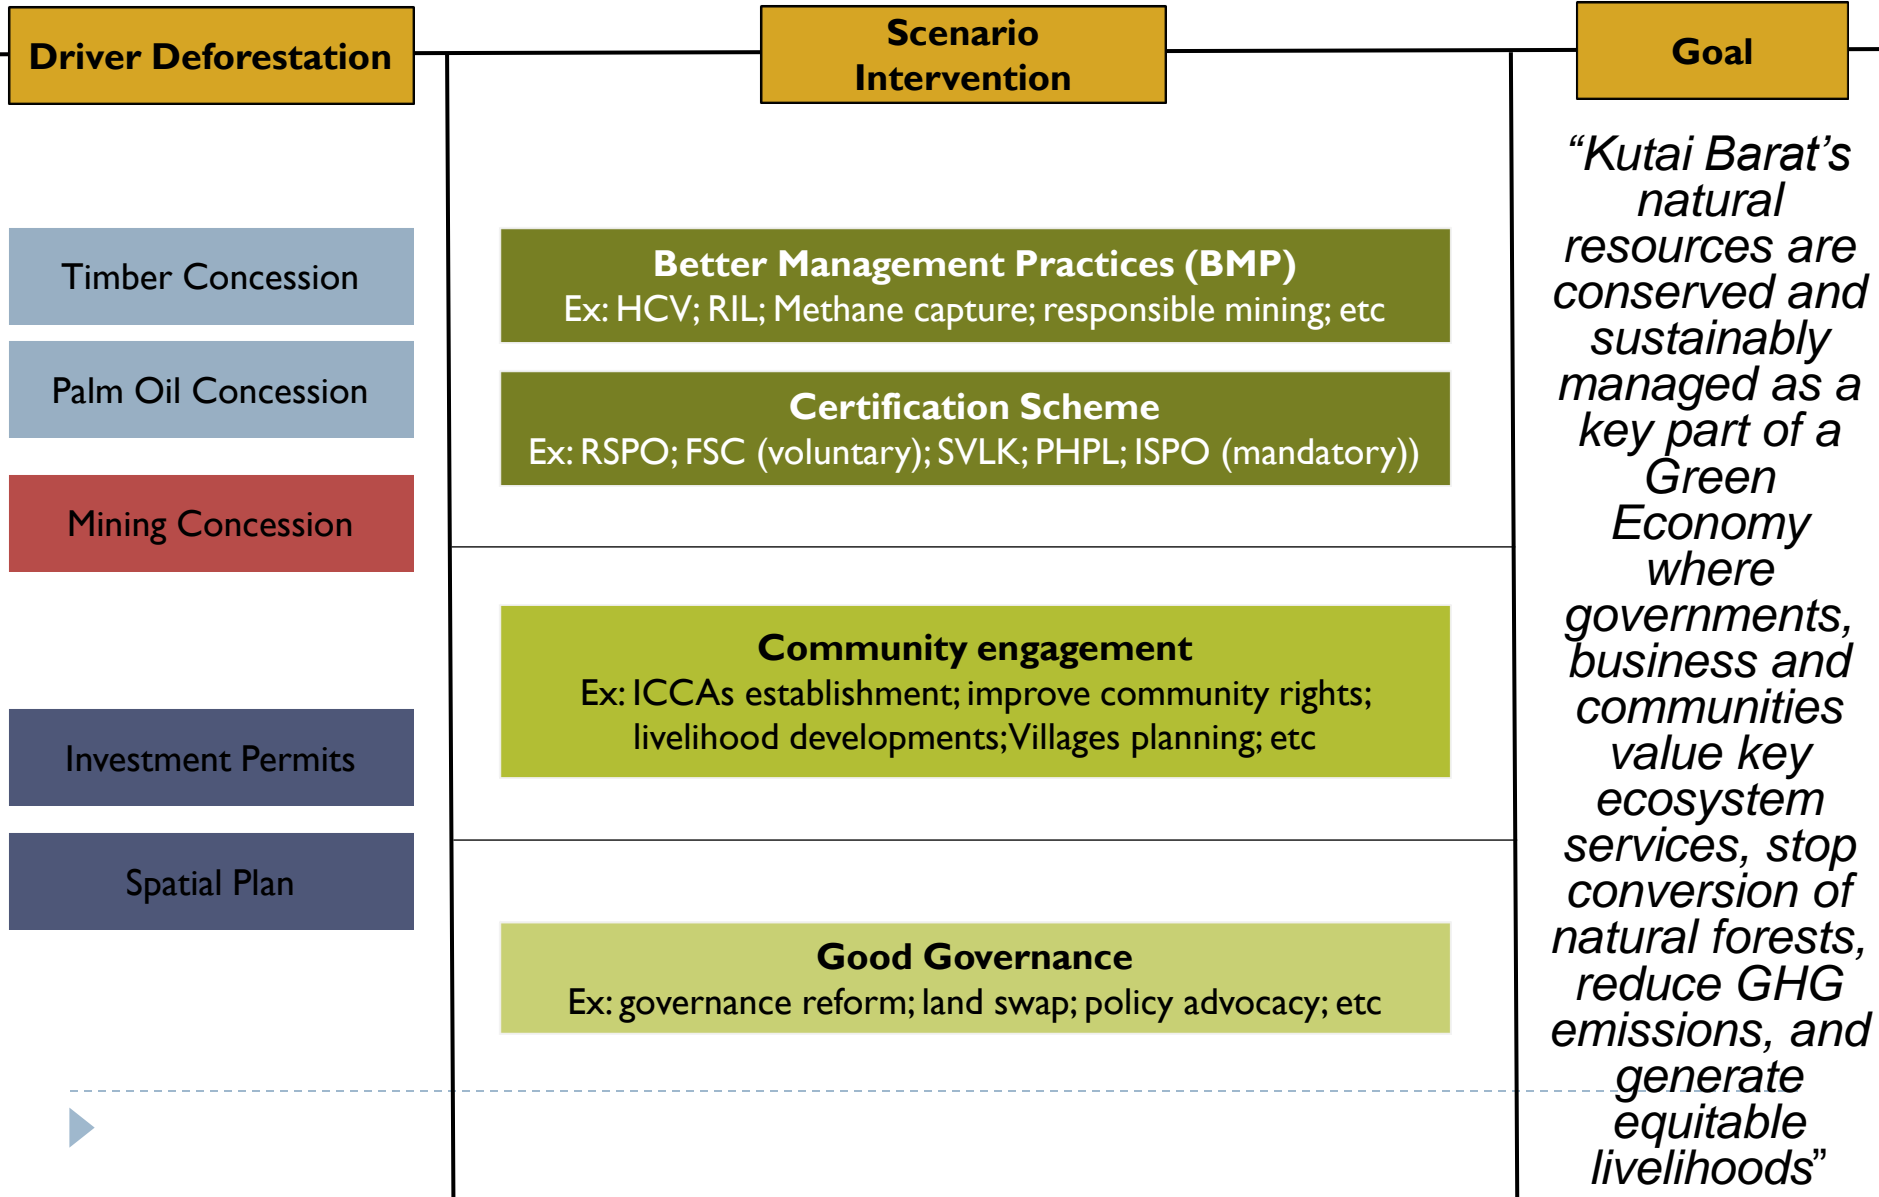 Driver Deforestation
Scenario
Intervention
Goal
Timber Concession
Palm Oil Concession
Mining Concession
Investment Permits
Spatial Plan
Better Management Practices (BMP)
Ex: HCV; RIL; Methane capture; responsible mining; etc
Certification Scheme
Ex: RSPO; FSC (voluntary); SVLK; PHPL; ISPO (mandatory))
Community engagement
Ex: ICCAs establishment; improve community rights;
livelihood developments; Villages planning; etc
Good Governance
Ex: governance reform; land swap; policy advocacy; etc
“Kutai Barat’s
natural
resources are
conserved and
sustainably
managed as a
key part of a
Green
Economy
where
governments,
business and
communities
value key
ecosystem
services, stop
conversion of
natural forests,
reduce GHG
emissions, and
generate
equitable
livelihoods”